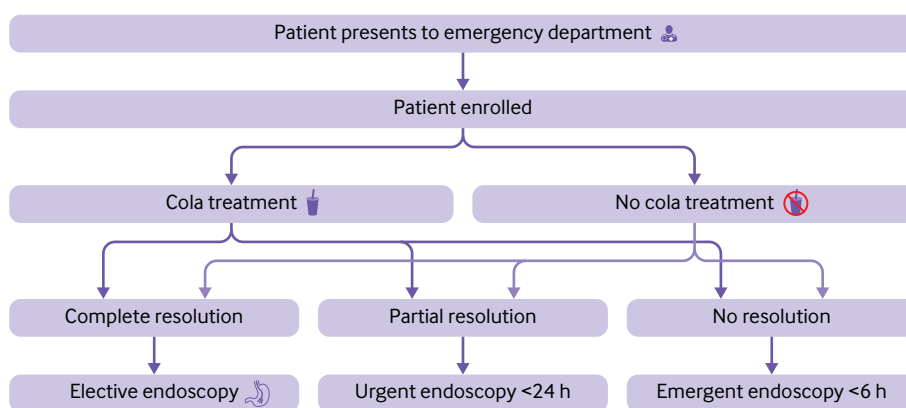 Patient presents to emergency department
Patient enrolled
Cola treatment
No cola treatment
Complete resolution
Partial resolution
No resolution
Elective endoscopy
Urgent endoscopy <24 h
Emergent endoscopy <6 h